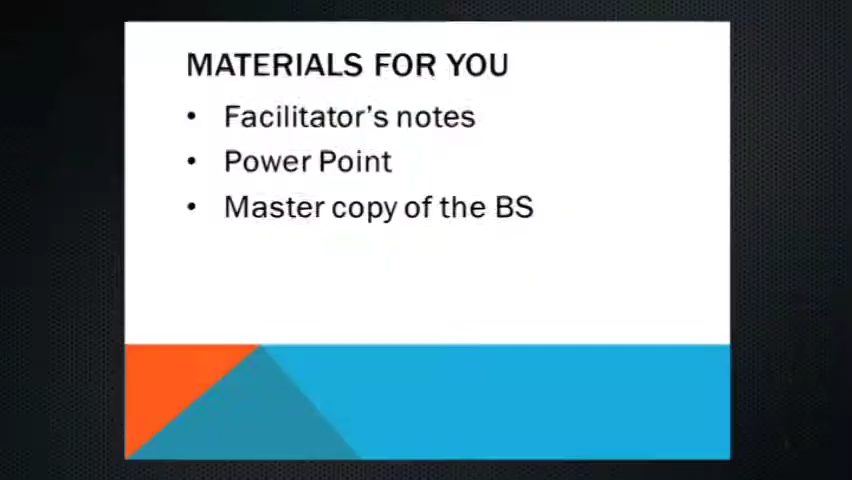 MATERIALS FOR YOU
• Facilitator's notes
• Power Point
• Master copy of the BS